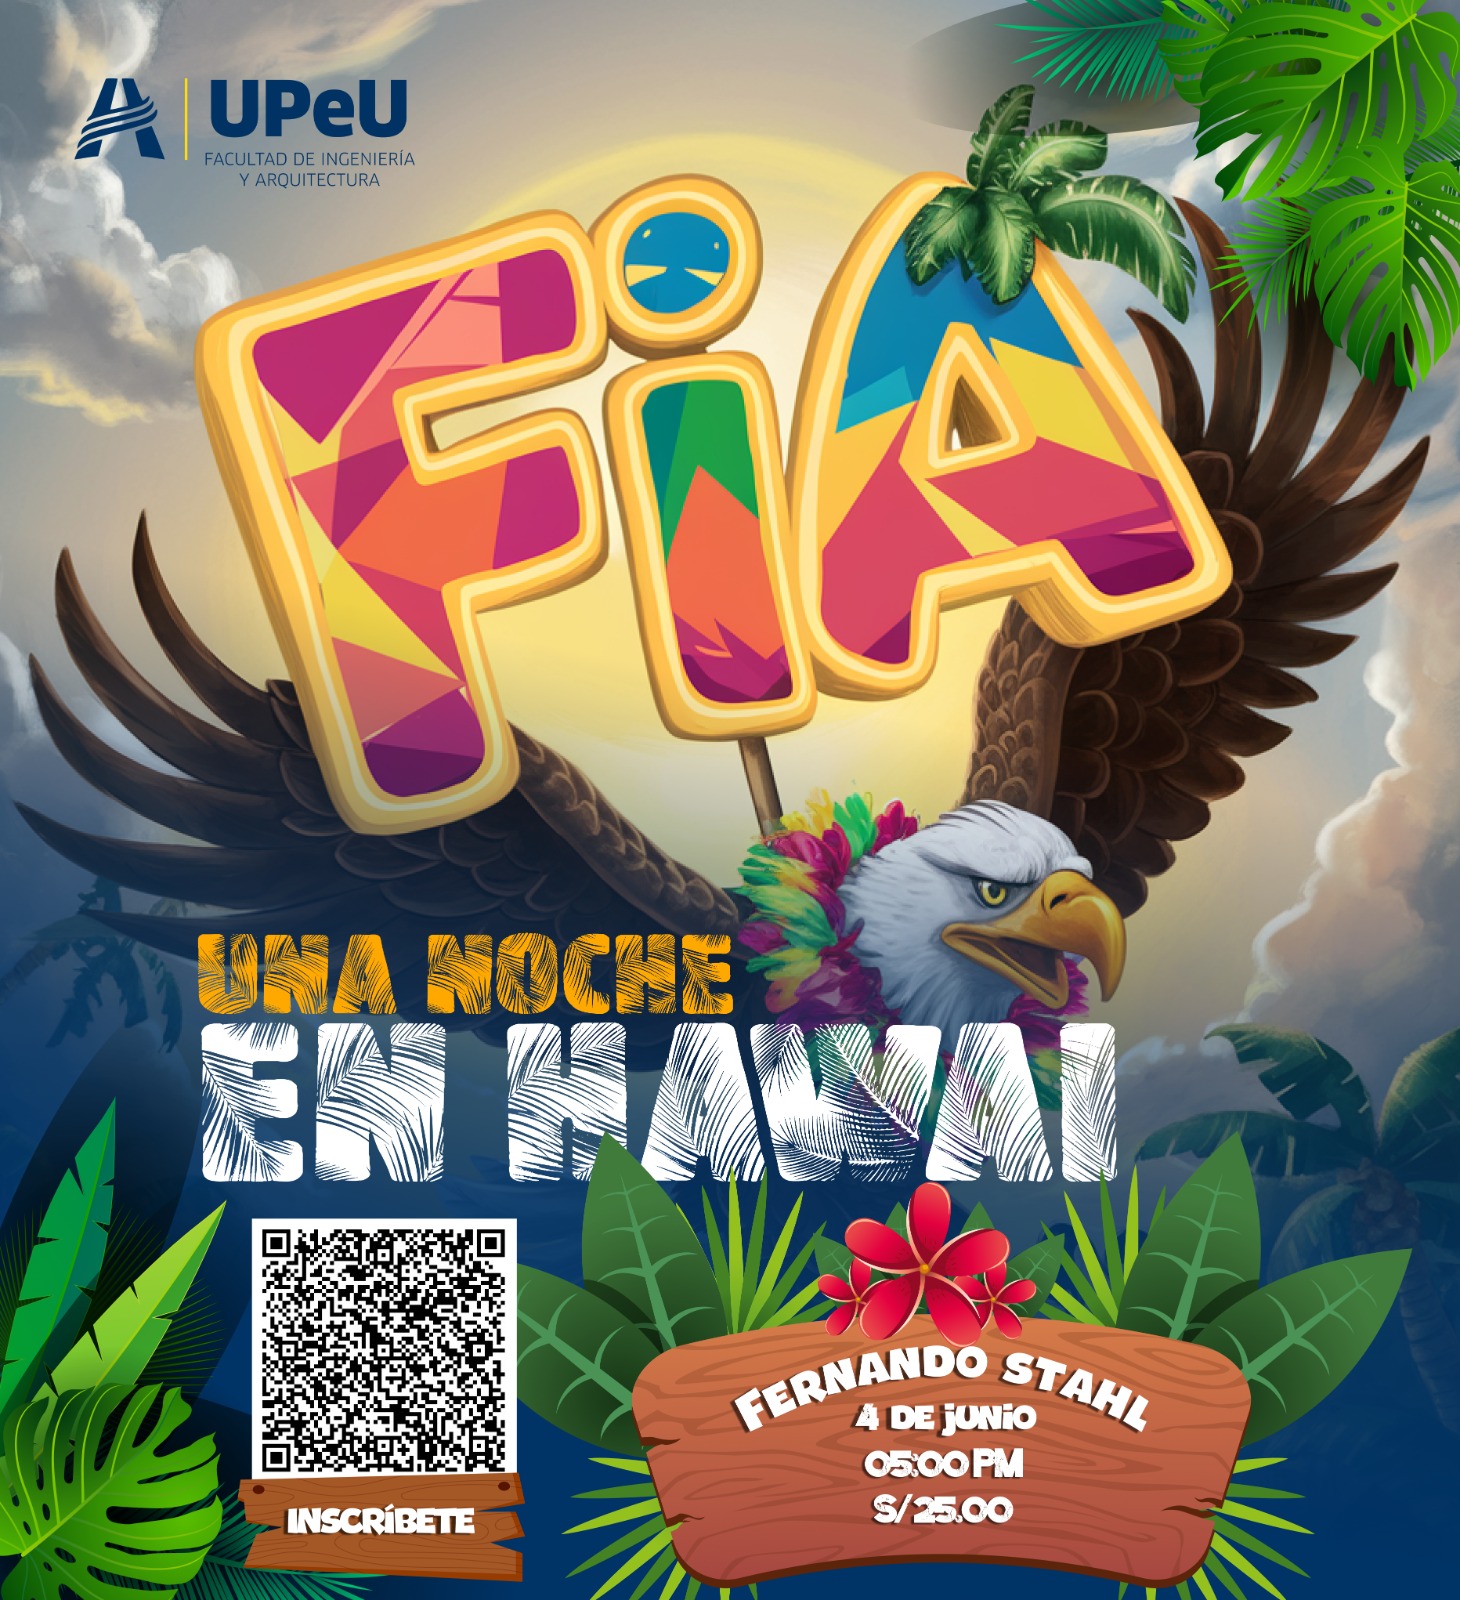 UPeU
FACULTAD DE INGENIERÍA
Y ARQUITECTURA
FiA
UNA NOCHE
EN HAWAI
INSCRÍBETE
FERNANDO STAHL
4 DE JUNIO
05:00 PM
S/ 25.00